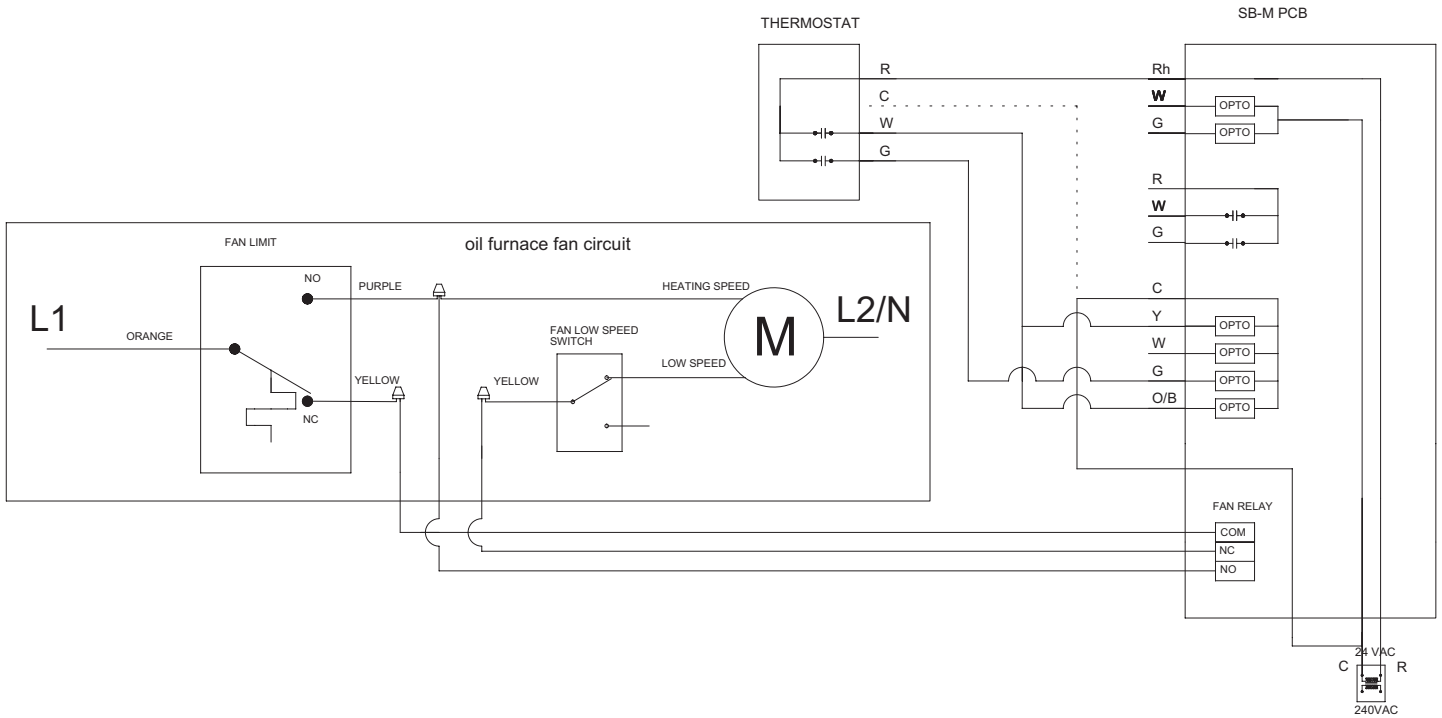 SB-M PCB
THERMOSTAT
R
C
W
G
Rh
W
OPTO
G
OPTO
R
W
G
oil furnace fan circuit
FAN LIMIT
NO
PURPLE
HEATING SPEED
L1
ORANGE
YELLOW
NC
YELLOW
FAN LOW SPEED
SWITCH
LOW SPEED
M
L2/N
C
Y
OPTO
W
OPTO
G
OPTO
O/B
OPTO
FAN RELAY
COM
NC
NO
24 VAC
C
R
240VAC